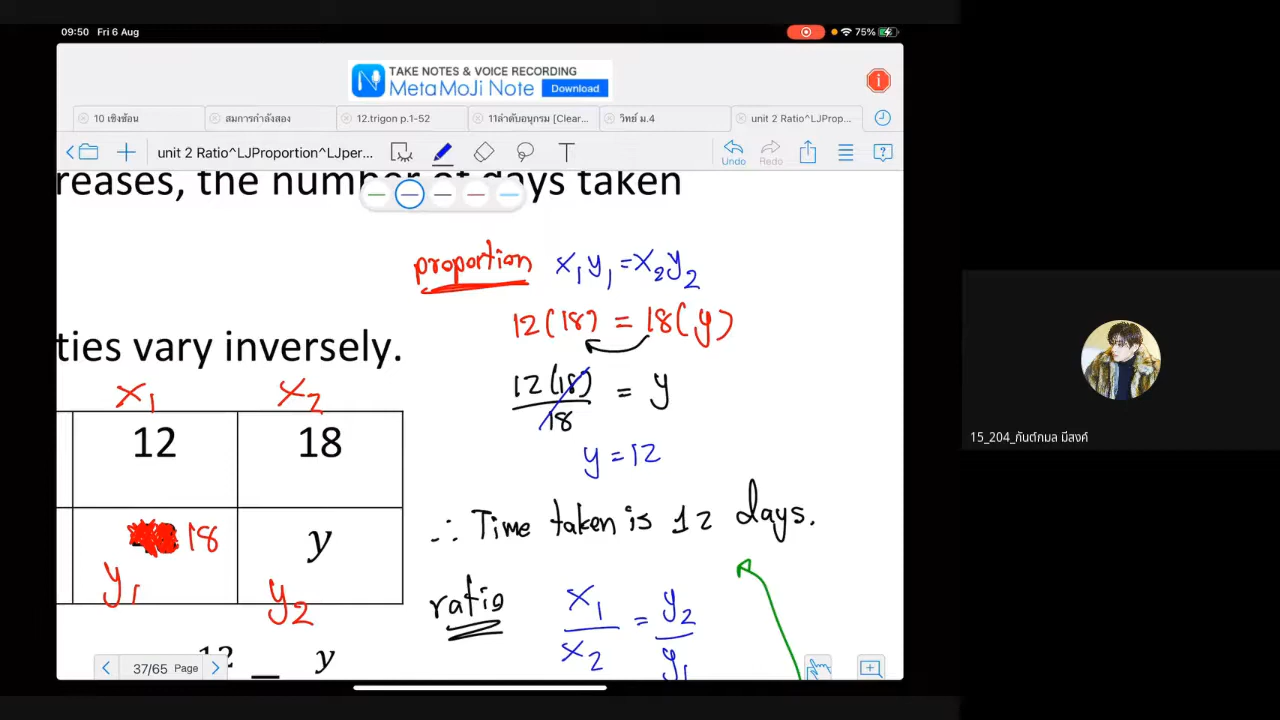 09:50 Fri 6 Aug
75%
TAKE NOTES & VOICE RECORDING
MetaMoJi Note Download
10 เชิงซ้อน
สมการกำลังสอง
12.trigon p.1-52
11ลำดับอนุกรม [Clear...
วิทย์ ม.4
unit 2 Ratio^LJProp...
unit 2 Ratio^LJProportion^LJper...
T
Undo
Redo
reases, the number of days taken
proportion x₁y₁ = x₂y₂
12(18) = 18(y)
ties vary inversely.
12(18)/18 = y
x₁ x₂
12 18
y = 12
∴ Time taken is 12 days.
18 y
y₁ y₂
ratio x₁/x₂ = y₂/y₁
12 y
37/65 Page
15_204_กันต์กมล มีสงค์